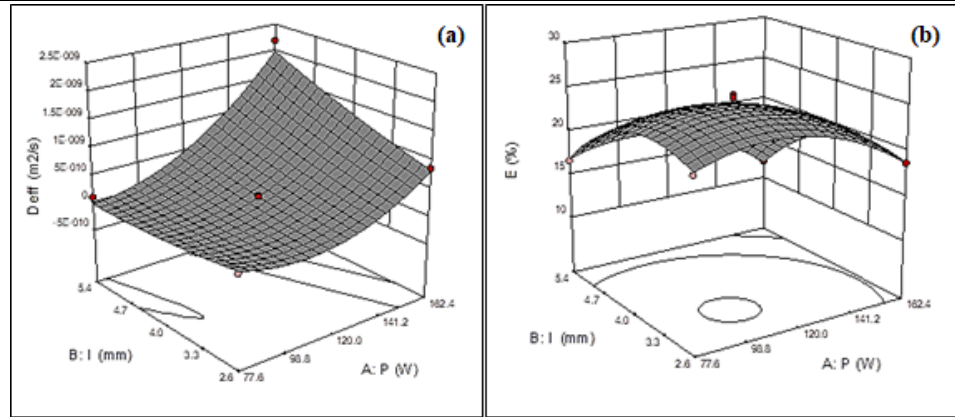 (a)
2.5E-009
2E-009
1.5E-009
1E-009
5E-010
0
-5E-010
Deff (m2/s)
5.4
4.7
4.0
3.3
2.6
B: l (mm)
77.6
98.8
120.0
141.2
162.4
A: P (W)
(b)
30
25
20
15
10
E (%)
5.4
4.7
4.0
3.3
2.6
B: l (mm)
77.6
98.8
120.0
141.2
162.4
A: P (W)